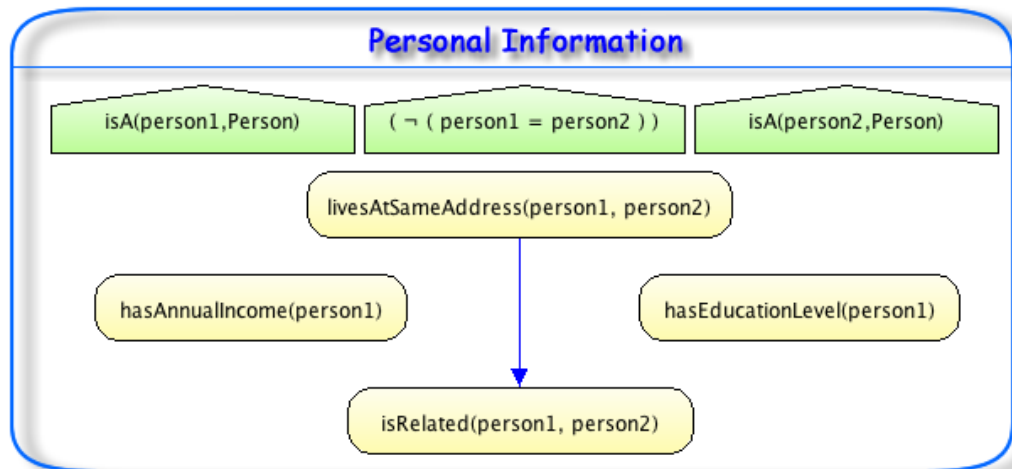 Personal Information
isA(person1,Person)
( ¬ ( person1 = person2 ) )
isA(person2,Person)
livesAtSameAddress(person1, person2)
hasAnnualIncome(person1)
hasEducationLevel(person1)
isRelated(person1, person2)